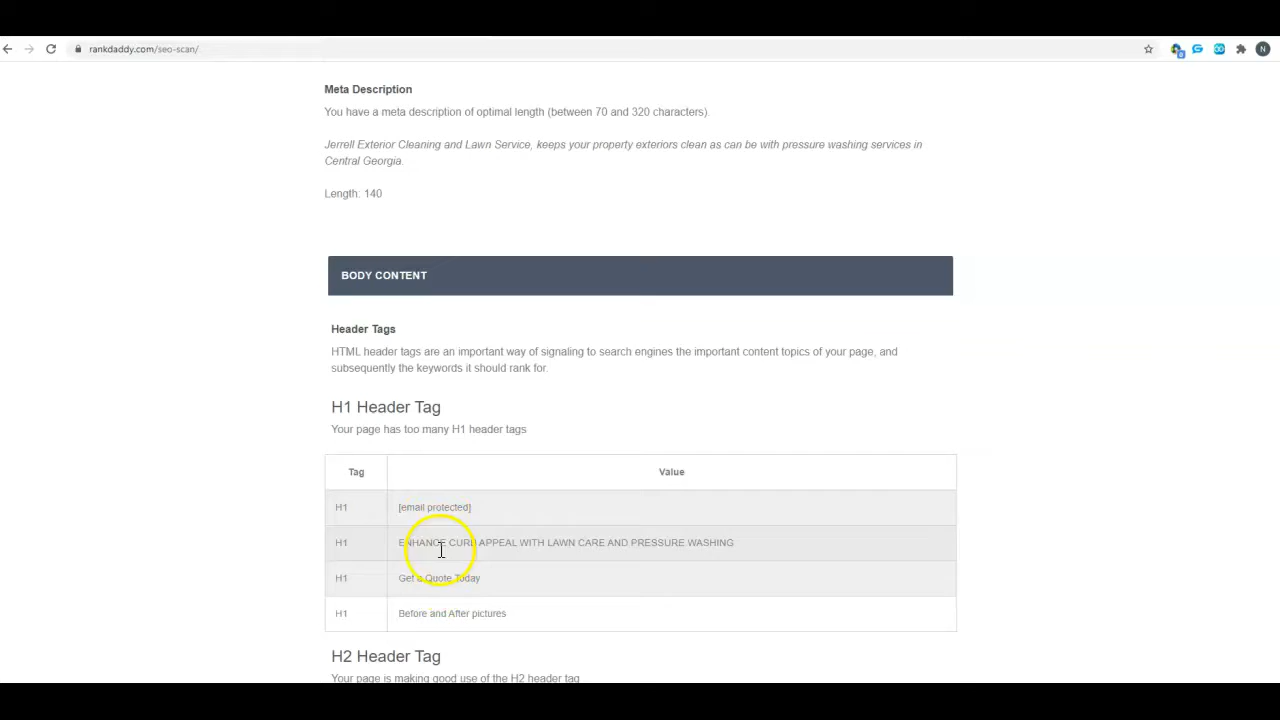 rankdaddy.com/seo-scan/
N
Meta Description
You have a meta description of optimal length (between 70 and 320 characters).
Jerrell Exterior Cleaning and Lawn Service, keeps your property exteriors clean as can be with pressure washing services in
Central Georgia.
Length: 140
BODY CONTENT
Header Tags
HTML header tags are an important way of signaling to search engines the important content topics of your page, and
subsequently the keywords it should rank for.
H1 Header Tag
Your page has too many H1 header tags
Tag Value
H1 [email protected]
H1 ENHANCE CURB APPEAL WITH LAWN CARE AND PRESSURE WASHING
H1 Get a Quote Today
H1 Before and After pictures
H2 Header Tag
Your page is making good use of the H2 header tag